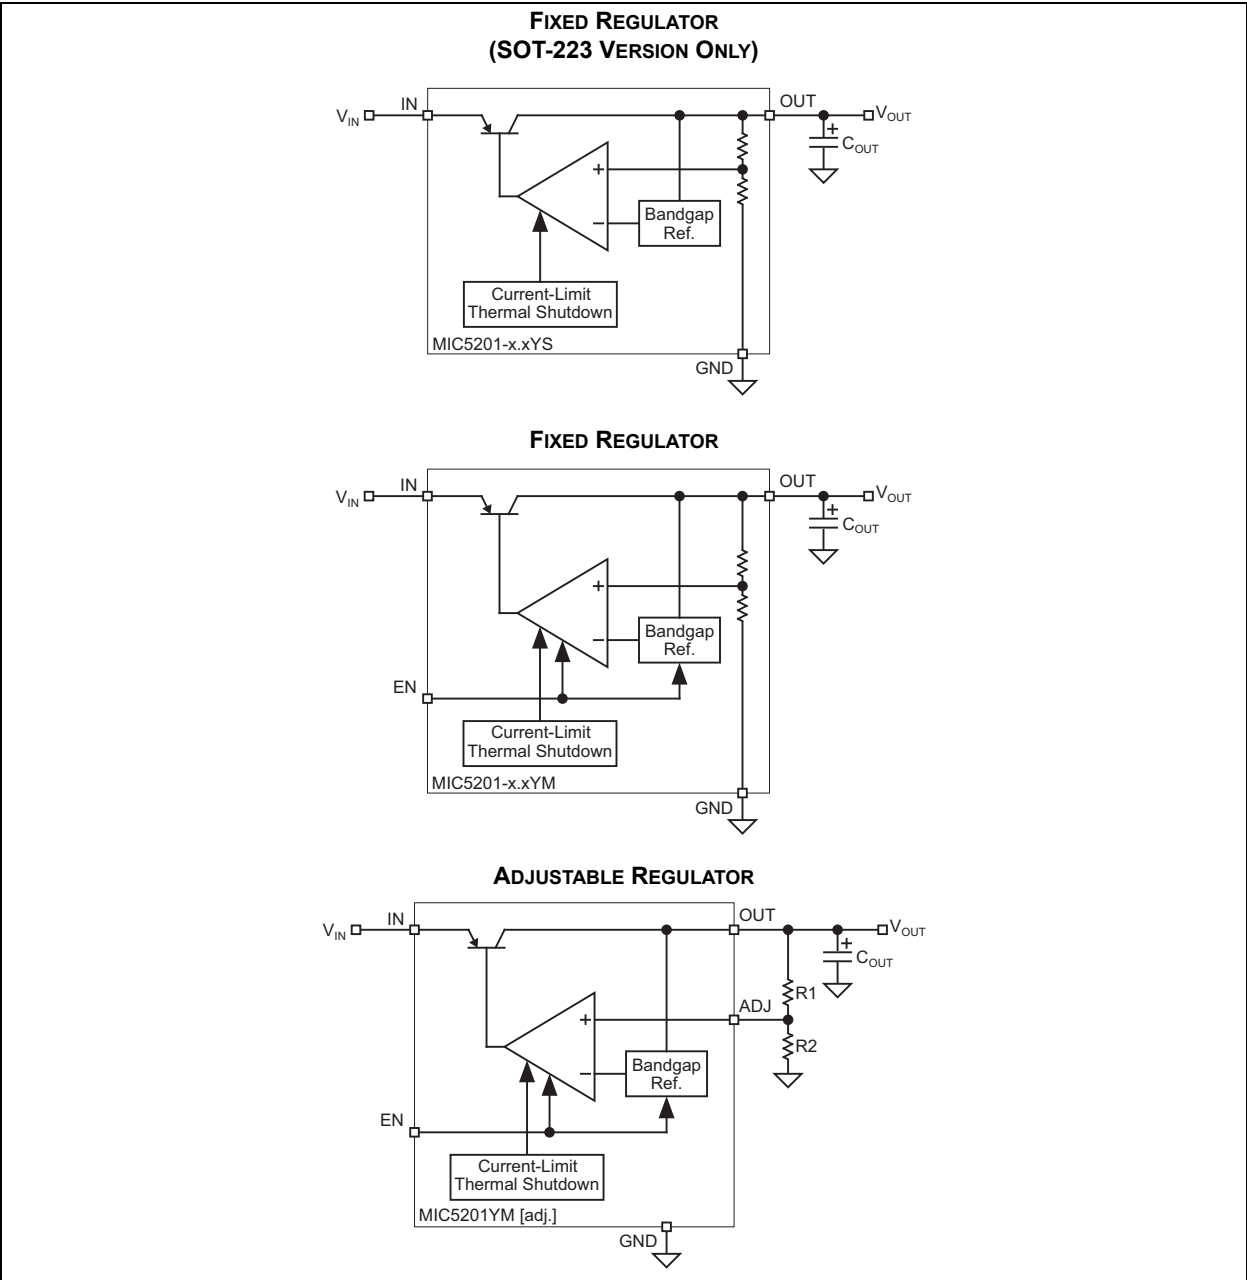 FIXED REGULATOR
(SOT-223 VERSION ONLY)
VIN
IN
OUT
VOUT
+
COUT
+
−
Bandgap
Ref.
Current-Limit
Thermal Shutdown
MIC5201-x.xYS
GND
FIXED REGULATOR
VIN
IN
OUT
VOUT
+
COUT
+
−
Bandgap
Ref.
EN
Current-Limit
Thermal Shutdown
MIC5201-x.xYM
GND
ADJUSTABLE REGULATOR
VIN
IN
OUT
VOUT
+
COUT
R1
ADJ
+
R2
−
Bandgap
Ref.
EN
Current-Limit
Thermal Shutdown
MIC5201YM [adj.]
GND